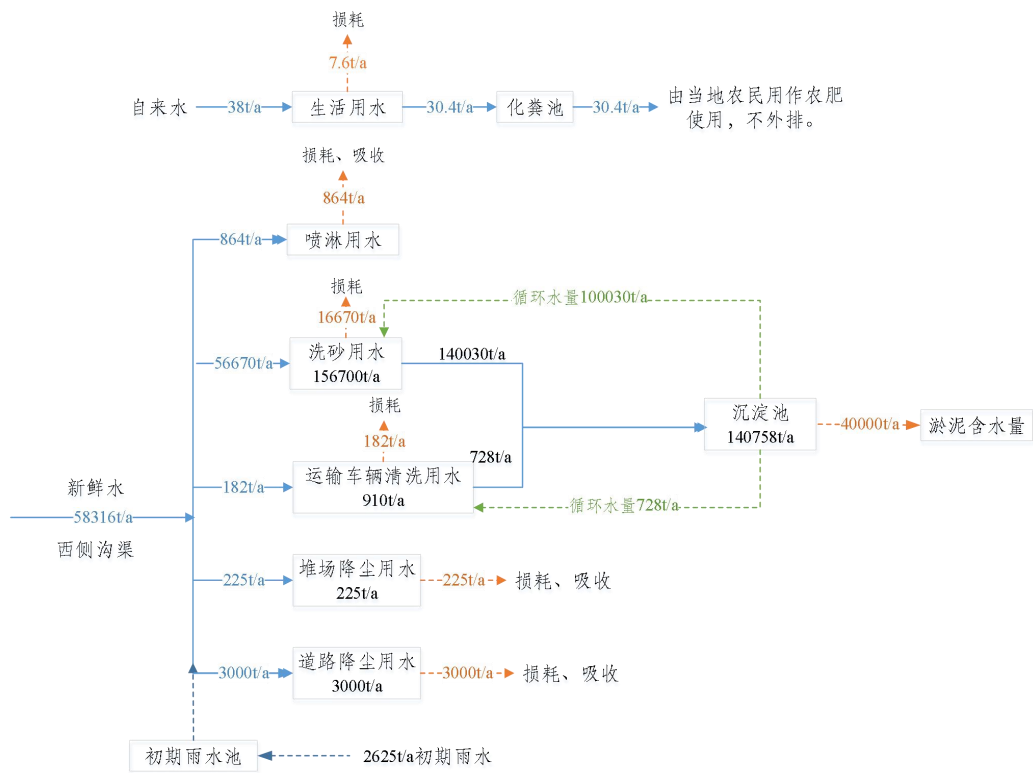 损耗
7.6t/a
自来水
38t/a
生活用水
30.4t/a
化粪池
30.4t/a
由当地农民用作农肥
使用，不外排。
损耗、吸收
864t/a
864t/a
喷淋用水
损耗
16670t/a
循环水量100030t/a
56670t/a
洗砂用水
156700t/a
140030t/a
损耗
182t/a
沉淀池
140758t/a
40000t/a
淤泥含水量
728t/a
182t/a
运输车辆清洗用水
910t/a
循环水量728t/a
新鲜水
58316t/a
西侧沟渠
225t/a
堆场降尘用水
225t/a
225t/a
损耗、吸收
3000t/a
道路降尘用水
3000t/a
3000t/a
损耗、吸收
初期雨水池
2625t/a初期雨水